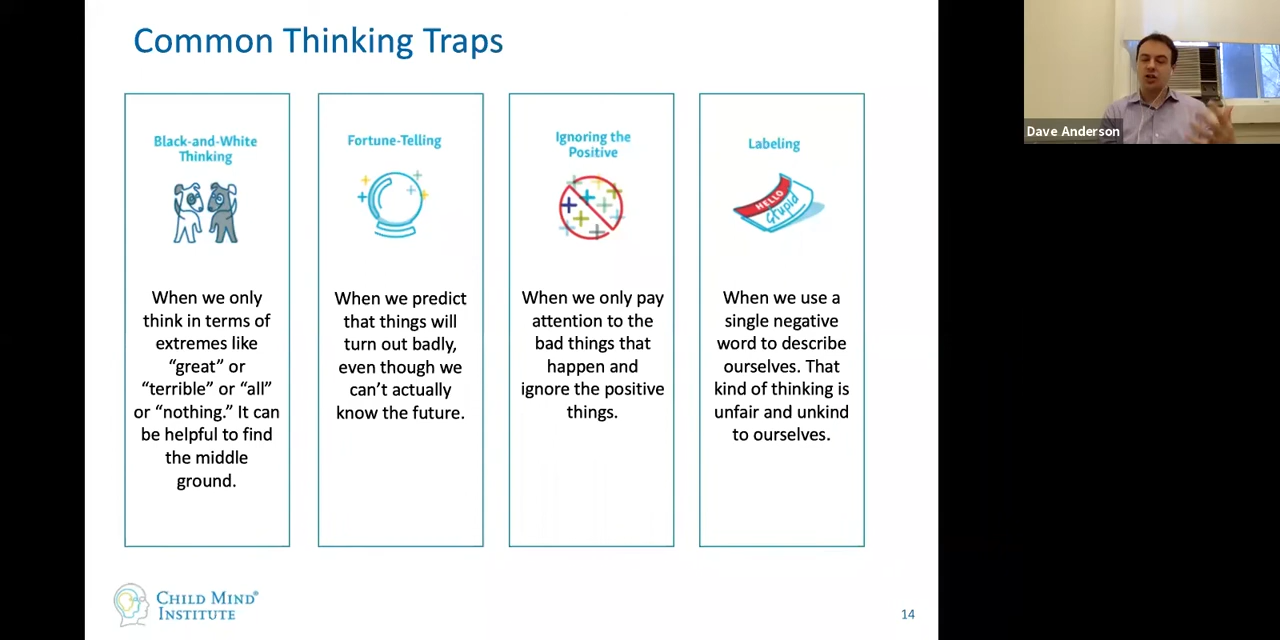 Common Thinking Traps
Dave Anderson
Black-and-White
Thinking
When we only
think in terms of
extremes like
“great” or
“terrible” or “all”
or “nothing.” It can
be helpful to find
the middle
ground.
Fortune-Telling
When we predict
that things will
turn out badly,
even though we
can’t actually
know the future.
Ignoring the
Positive
When we only pay
attention to the
bad things that
happen and
ignore the positive
things.
Labeling
HELLO
Stupid
When we use a
single negative
word to describe
ourselves. That
kind of thinking is
unfair and unkind
to ourselves.
CHILD MIND®
INSTITUTE
14